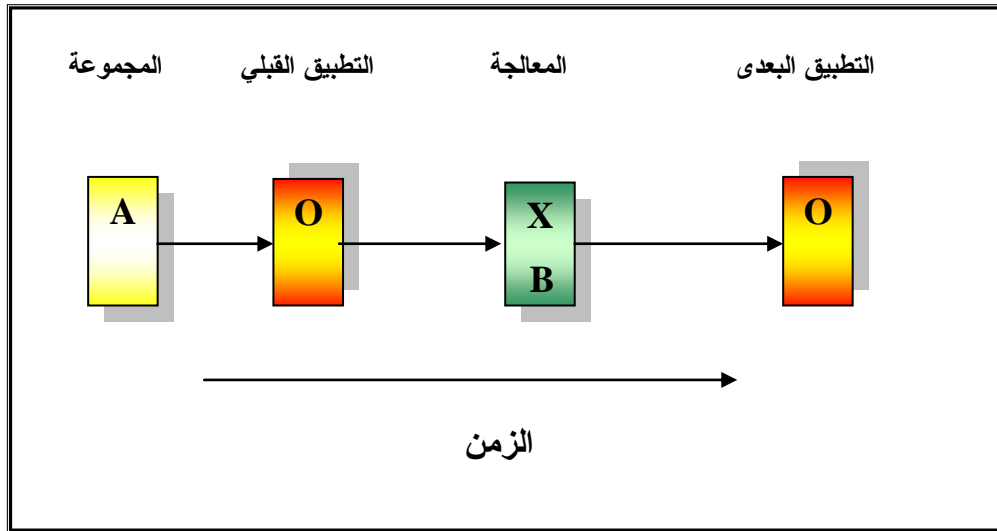 المجموعة
التطبيق القبلي
المعالجة
التطبيق البعدى
A
O
X
B
O
الزمن